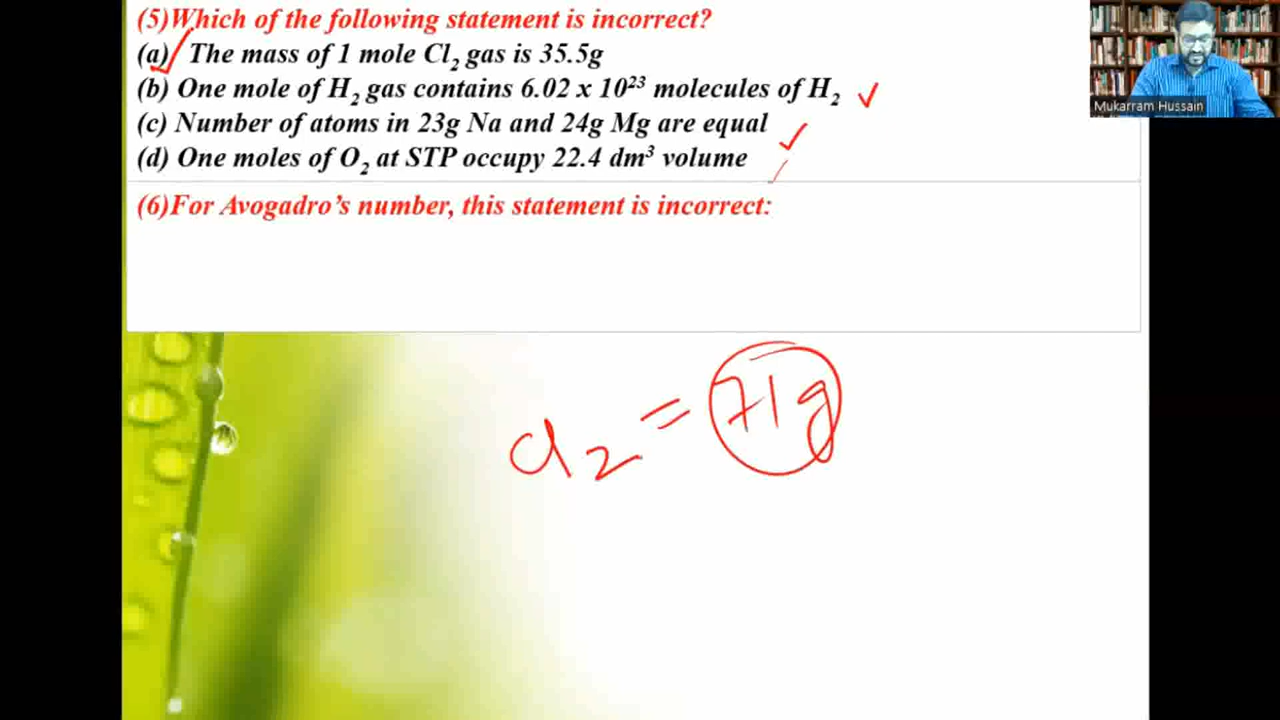 (5)Which of the following statement is incorrect?
(a) The mass of 1 mole Cl₂ gas is 35.5g
(b) One mole of H₂ gas contains 6.02 x 10²³ molecules of H₂
(c) Number of atoms in 23g Na and 24g Mg are equal
(d) One moles of O₂ at STP occupy 22.4 dm³ volume
(6)For Avogadro's number, this statement is incorrect:
Cl₂ = 71g
Mukarram Hussain